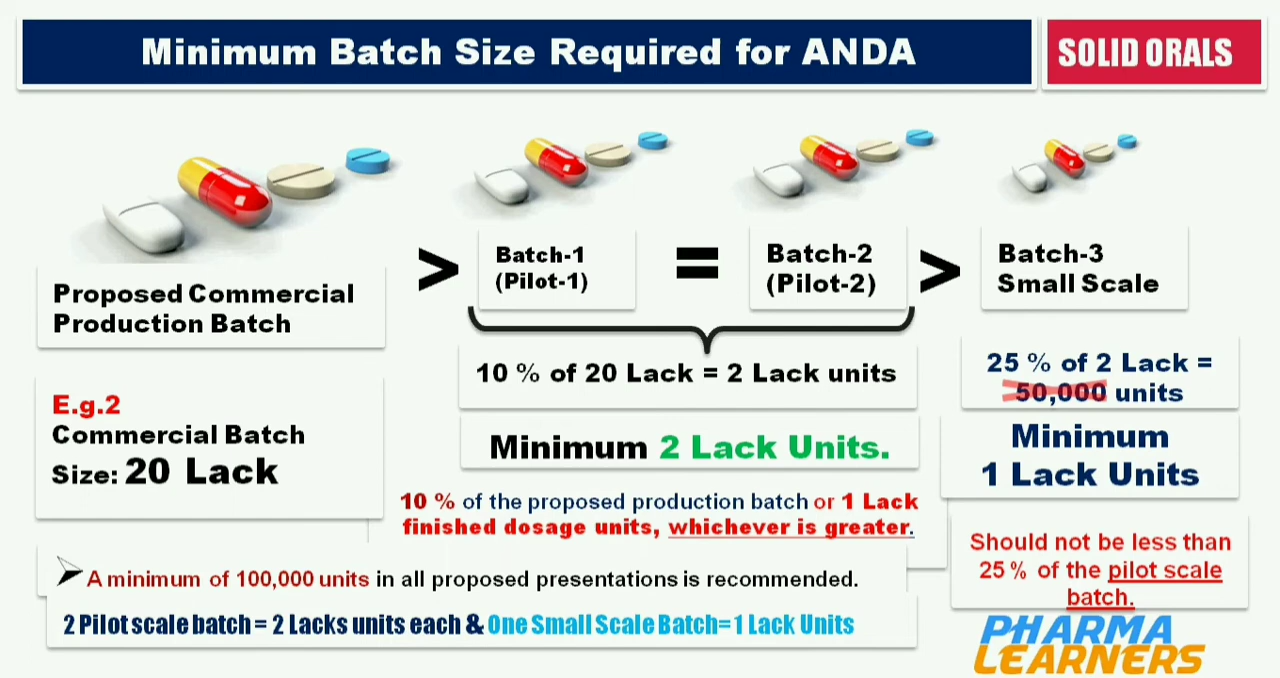 Minimum Batch Size Required for ANDA
SOLID ORALS
Proposed Commercial
Production Batch
>
Batch-1
(Pilot-1)
=
Batch-2
(Pilot-2)
>
Batch-3
Small Scale
E.g.2
Commercial Batch
Size: 20 Lack
10 % of 20 Lack = 2 Lack units
Minimum 2 Lack Units.
10 % of the proposed production batch or 1 Lack
finished dosage units, whichever is greater.
25 % of 2 Lack =
50,000 units
Minimum
1 Lack Units
Should not be less than
25 % of the pilot scale
batch.
A minimum of 100,000 units in all proposed presentations is recommended.
2 Pilot scale batch = 2 Lacks units each & One Small Scale Batch= 1 Lack Units
PHARMA
LEARNERS